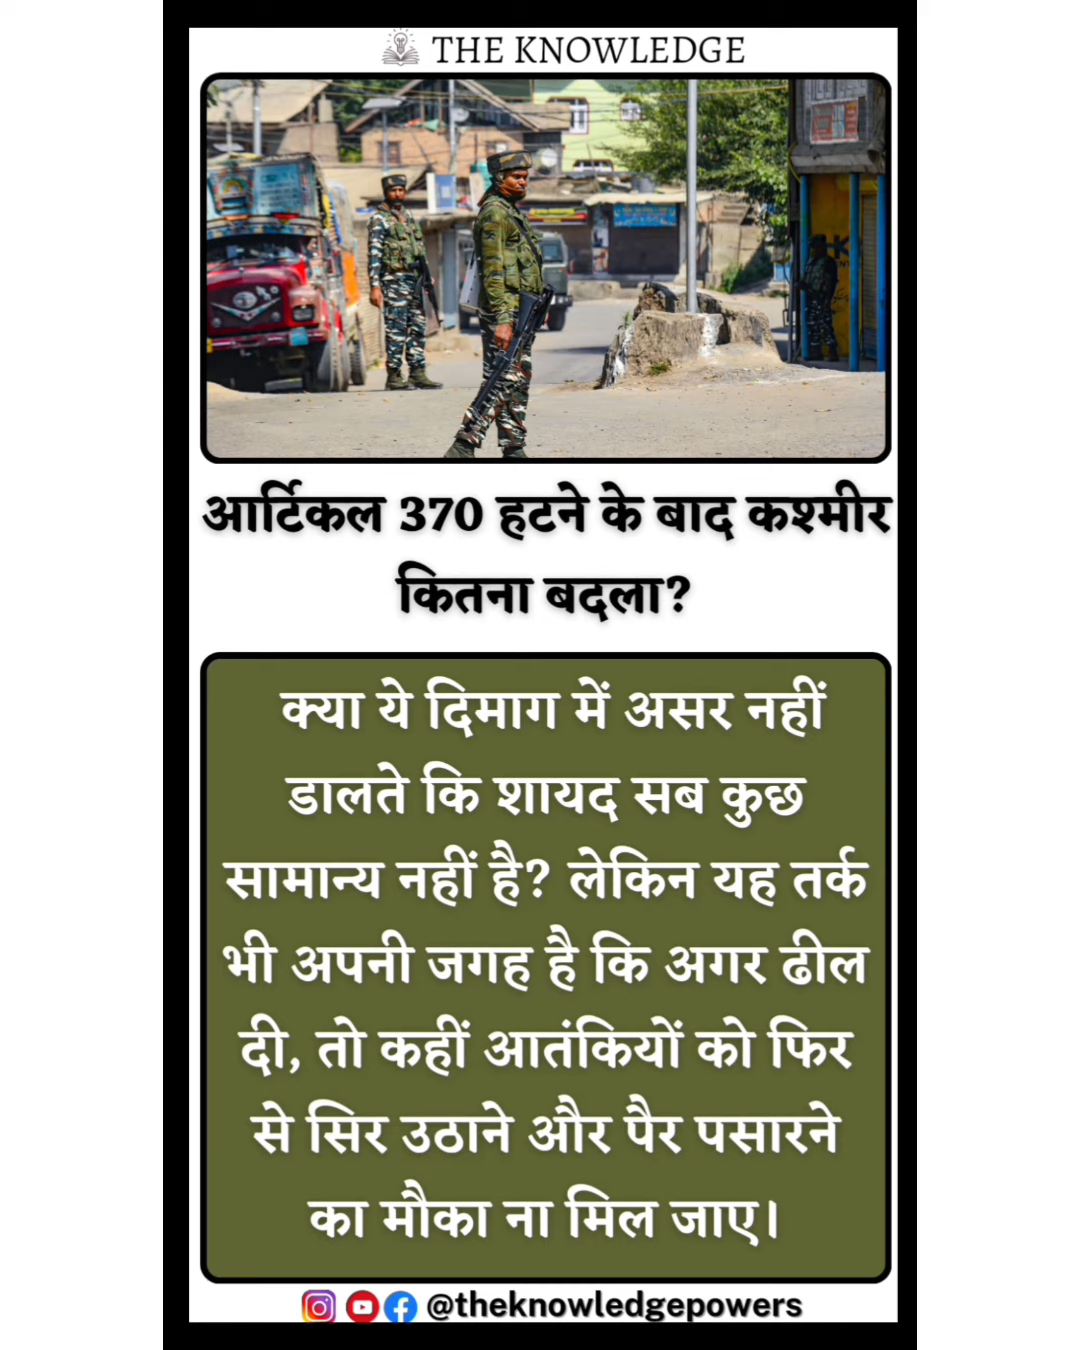 THE KNOWLEDGE
आर्टिकल 370 हटने के बाद कश्मीर
कितना बदला?
क्या ये दिमाग में असर नहीं
डालते कि शायद सब कुछ
सामान्य नहीं है? लेकिन यह तर्क
भी अपनी जगह है कि अगर ढील
दी, तो कहीं आतंकियों को फिर
से सिर उठाने और पैर पसारने
का मौका ना मिल जाए।
@theknowledgepowers